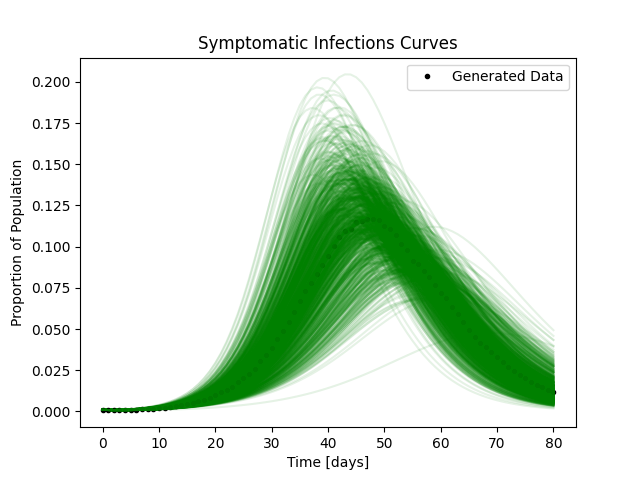 Symptomatic Infections Curves
Generated Data
Proportion of Population
0.200
0.175
0.150
0.125
0.100
0.075
0.050
0.025
0.000
0 10 20 30 40 50 60 70 80
Time [days]